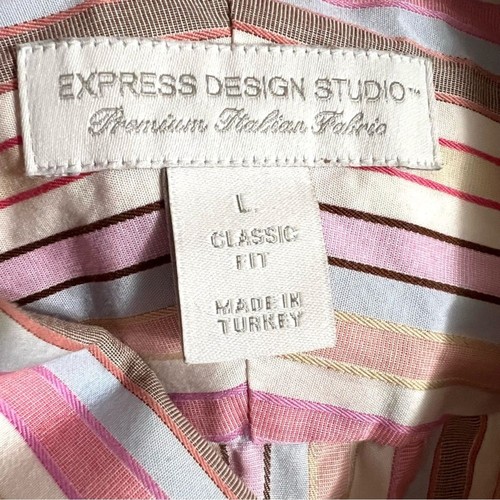 EXPRESS DESIGN STUDIO™
Premium Italian Fabric
L
CLASSIC
FIT
MADE IN
TURKEY